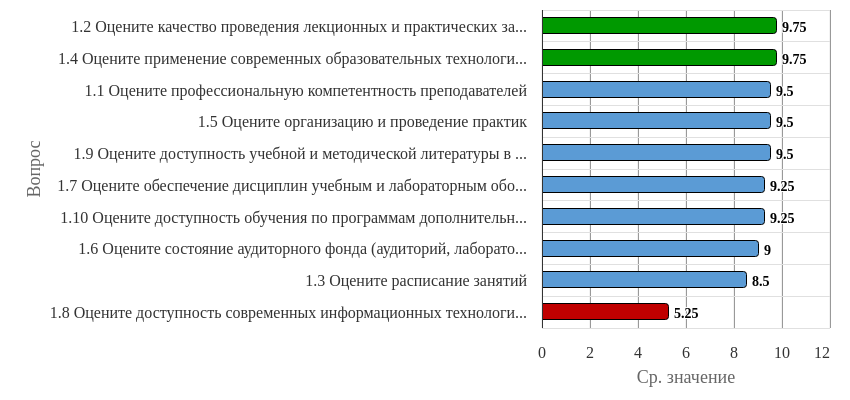 1.2 Оцените качество проведения лекционных и практических за...
9.75
1.4 Оцените применение современных образовательных технологи...
9.75
1.1 Оцените профессиональную компетентность преподавателей
9.5
1.5 Оцените организацию и проведение практик
9.5
1.9 Оцените доступность учебной и методической литературы в ...
9.5
1.7 Оцените обеспечение дисциплин учебным и лабораторным обо...
9.25
1.10 Оцените доступность обучения по программам дополнительн...
9.25
1.6 Оцените состояние аудиторного фонда (аудиторий, лаборато...
9
1.3 Оцените расписание занятий
8.5
1.8 Оцените доступность современных информационных технологи...
5.25
Вопрос
0 2 4 6 8 10 12
Ср. значение